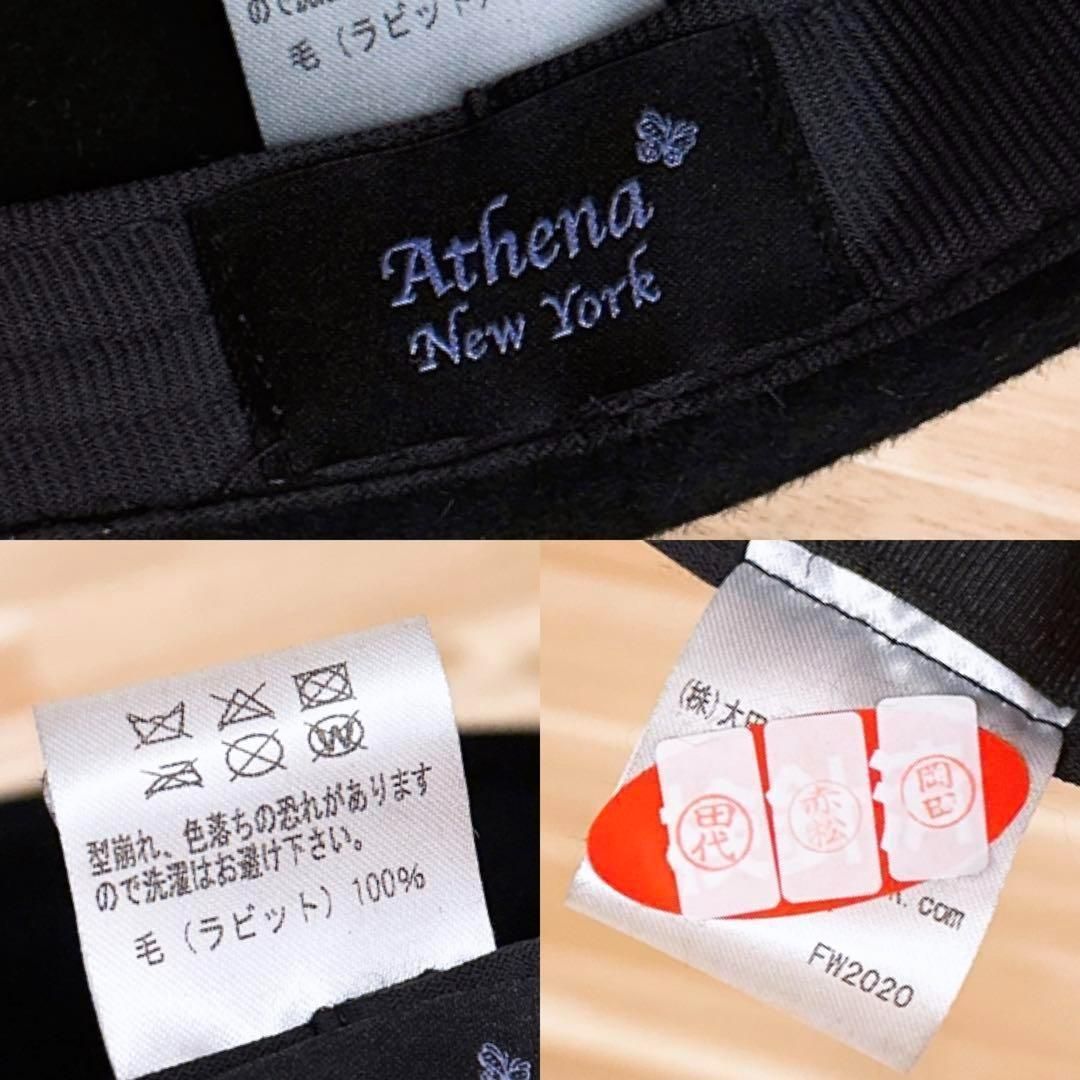 毛（ラビット）
Athena
New York
型崩れ、色落ちの恐れがあります
ので洗濯はお避け下さい。
毛（ラビット）100%
W
(株)大
田代
赤松
岡田
.com
FW2020